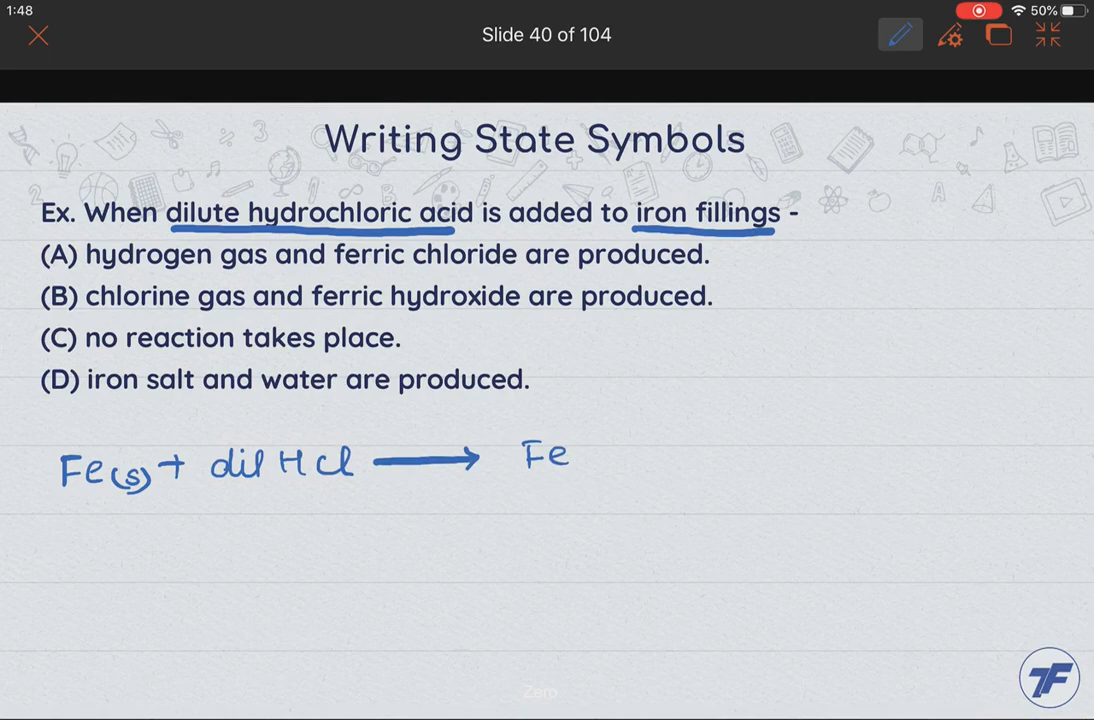 1:48
50%
Slide 40 of 104
Writing State Symbols
Ex. When dilute hydrochloric acid is added to iron fillings -
(A) hydrogen gas and ferric chloride are produced.
(B) chlorine gas and ferric hydroxide are produced.
(C) no reaction takes place.
(D) iron salt and water are produced.
Fe(s) + dil HCl ⟶ Fe
Zero
TF